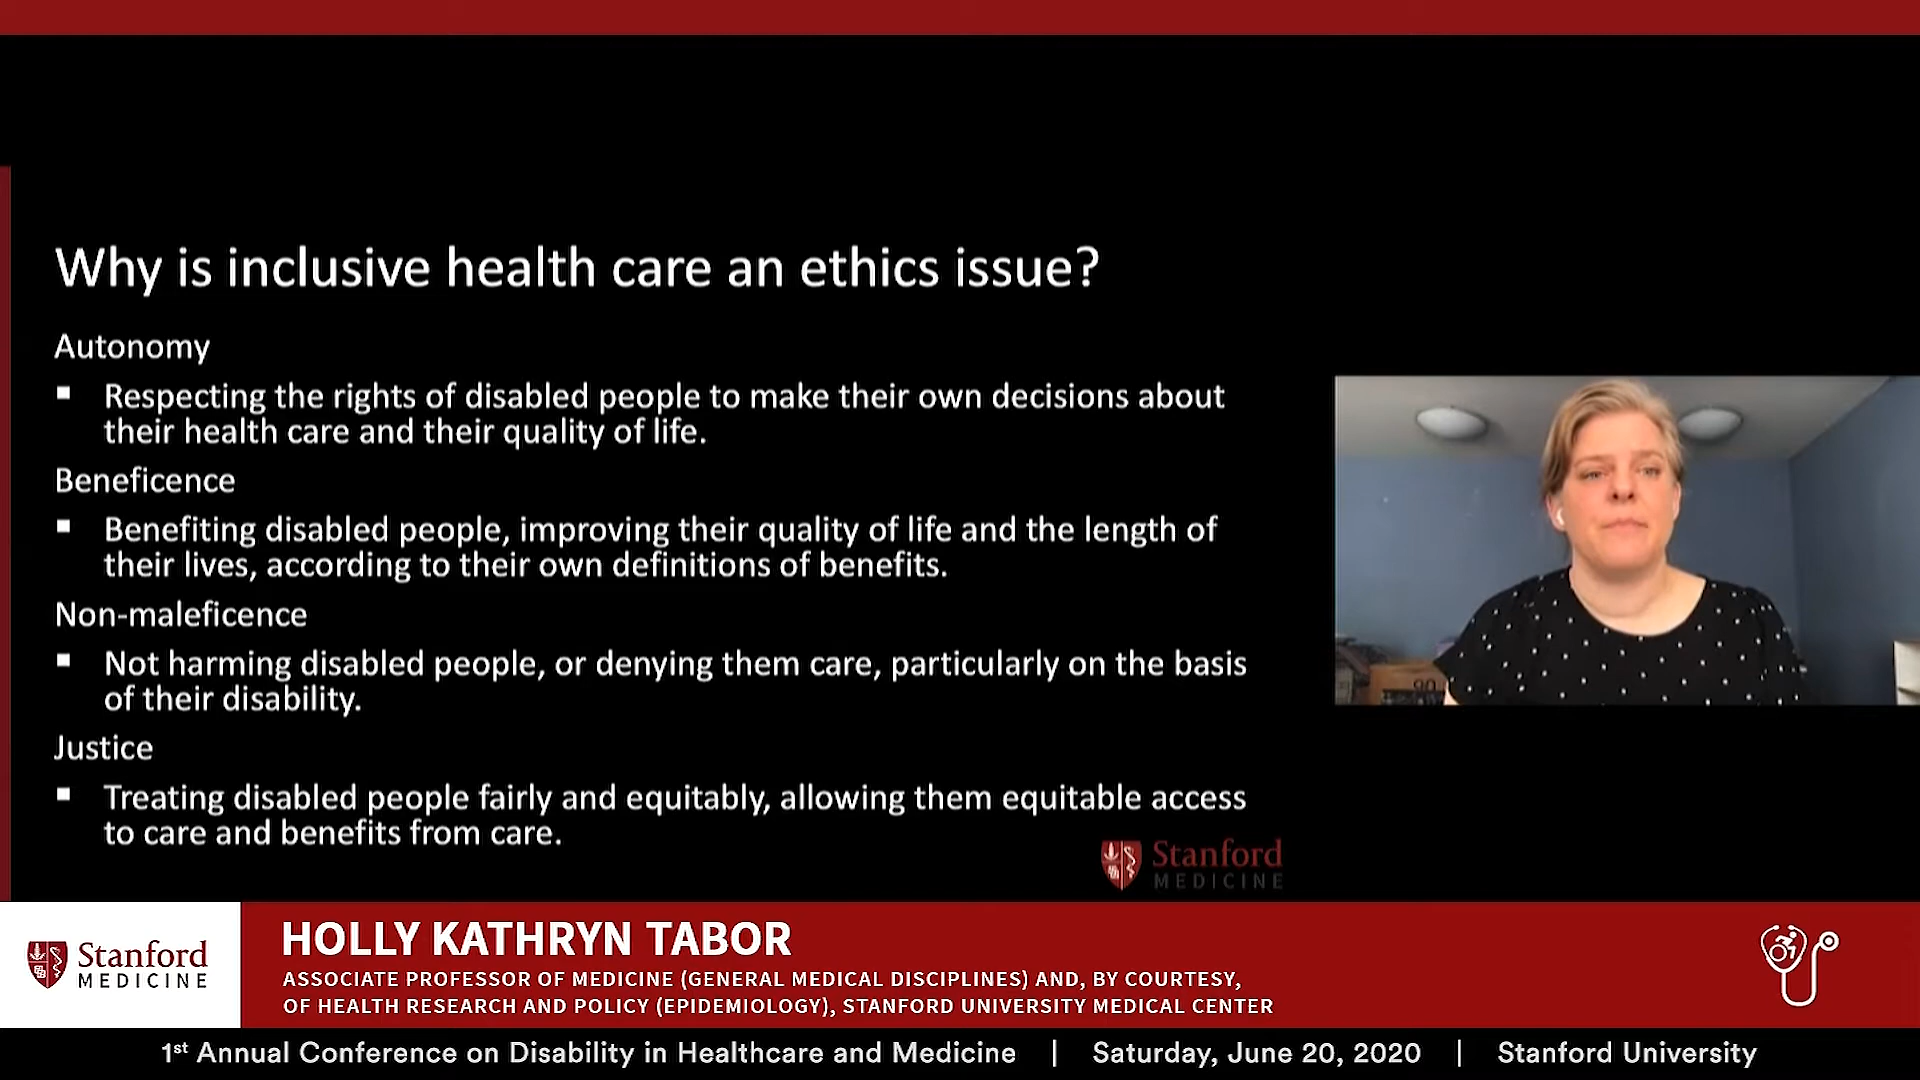 Why is inclusive health care an ethics issue?
Autonomy
▪ Respecting the rights of disabled people to make their own decisions about
their health care and their quality of life.
Beneficence
▪ Benefiting disabled people, improving their quality of life and the length of
their lives, according to their own definitions of benefits.
Non-maleficence
▪ Not harming disabled people, or denying them care, particularly on the basis
of their disability.
Justice
▪ Treating disabled people fairly and equitably, allowing them equitable access
to care and benefits from care.
90
Stanford
MEDICINE
Stanford
MEDICINE
HOLLY KATHRYN TABOR
ASSOCIATE PROFESSOR OF MEDICINE (GENERAL MEDICAL DISCIPLINES) AND, BY COURTESY,
OF HEALTH RESEARCH AND POLICY (EPIDEMIOLOGY), STANFORD UNIVERSITY MEDICAL CENTER
1st Annual Conference on Disability in Healthcare and Medicine | Saturday, June 20, 2020 | Stanford University